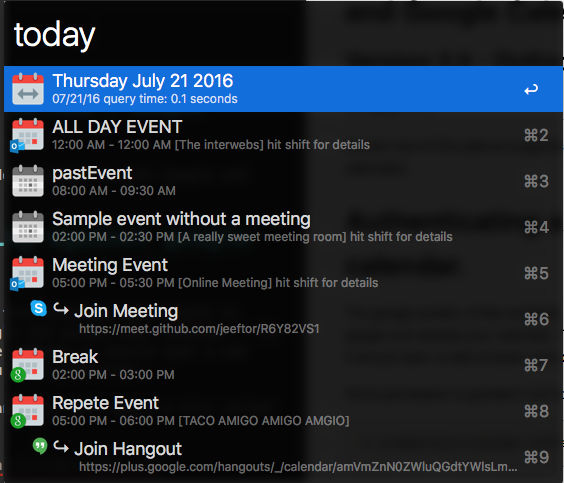 today
Thursday July 21 2016
07/21/16 query time: 0.1 seconds
ALL DAY EVENT
12:00 AM - 12:00 AM [The interwebs] hit shift for details
⌘2
pastEvent
08:00 AM - 09:30 AM
⌘3
Sample event without a meeting
02:00 PM - 02:30 PM [A really sweet meeting room] hit shift for details
⌘4
Meeting Event
05:00 PM - 05:30 PM [Online Meeting] hit shift for details
⌘5
Join Meeting
https://meet.github.com/jeeftor/R6Y82VS1
⌘6
Break
02:00 PM - 03:00 PM
⌘7
Repete Event
05:00 PM - 06:00 PM [TACO AMIGO AMIGO AMGIO]
⌘8
Join Hangout
https://plus.google.com/hangouts/_/calendar/amVmZnN0ZWluQGdtYWlsLm...
⌘9